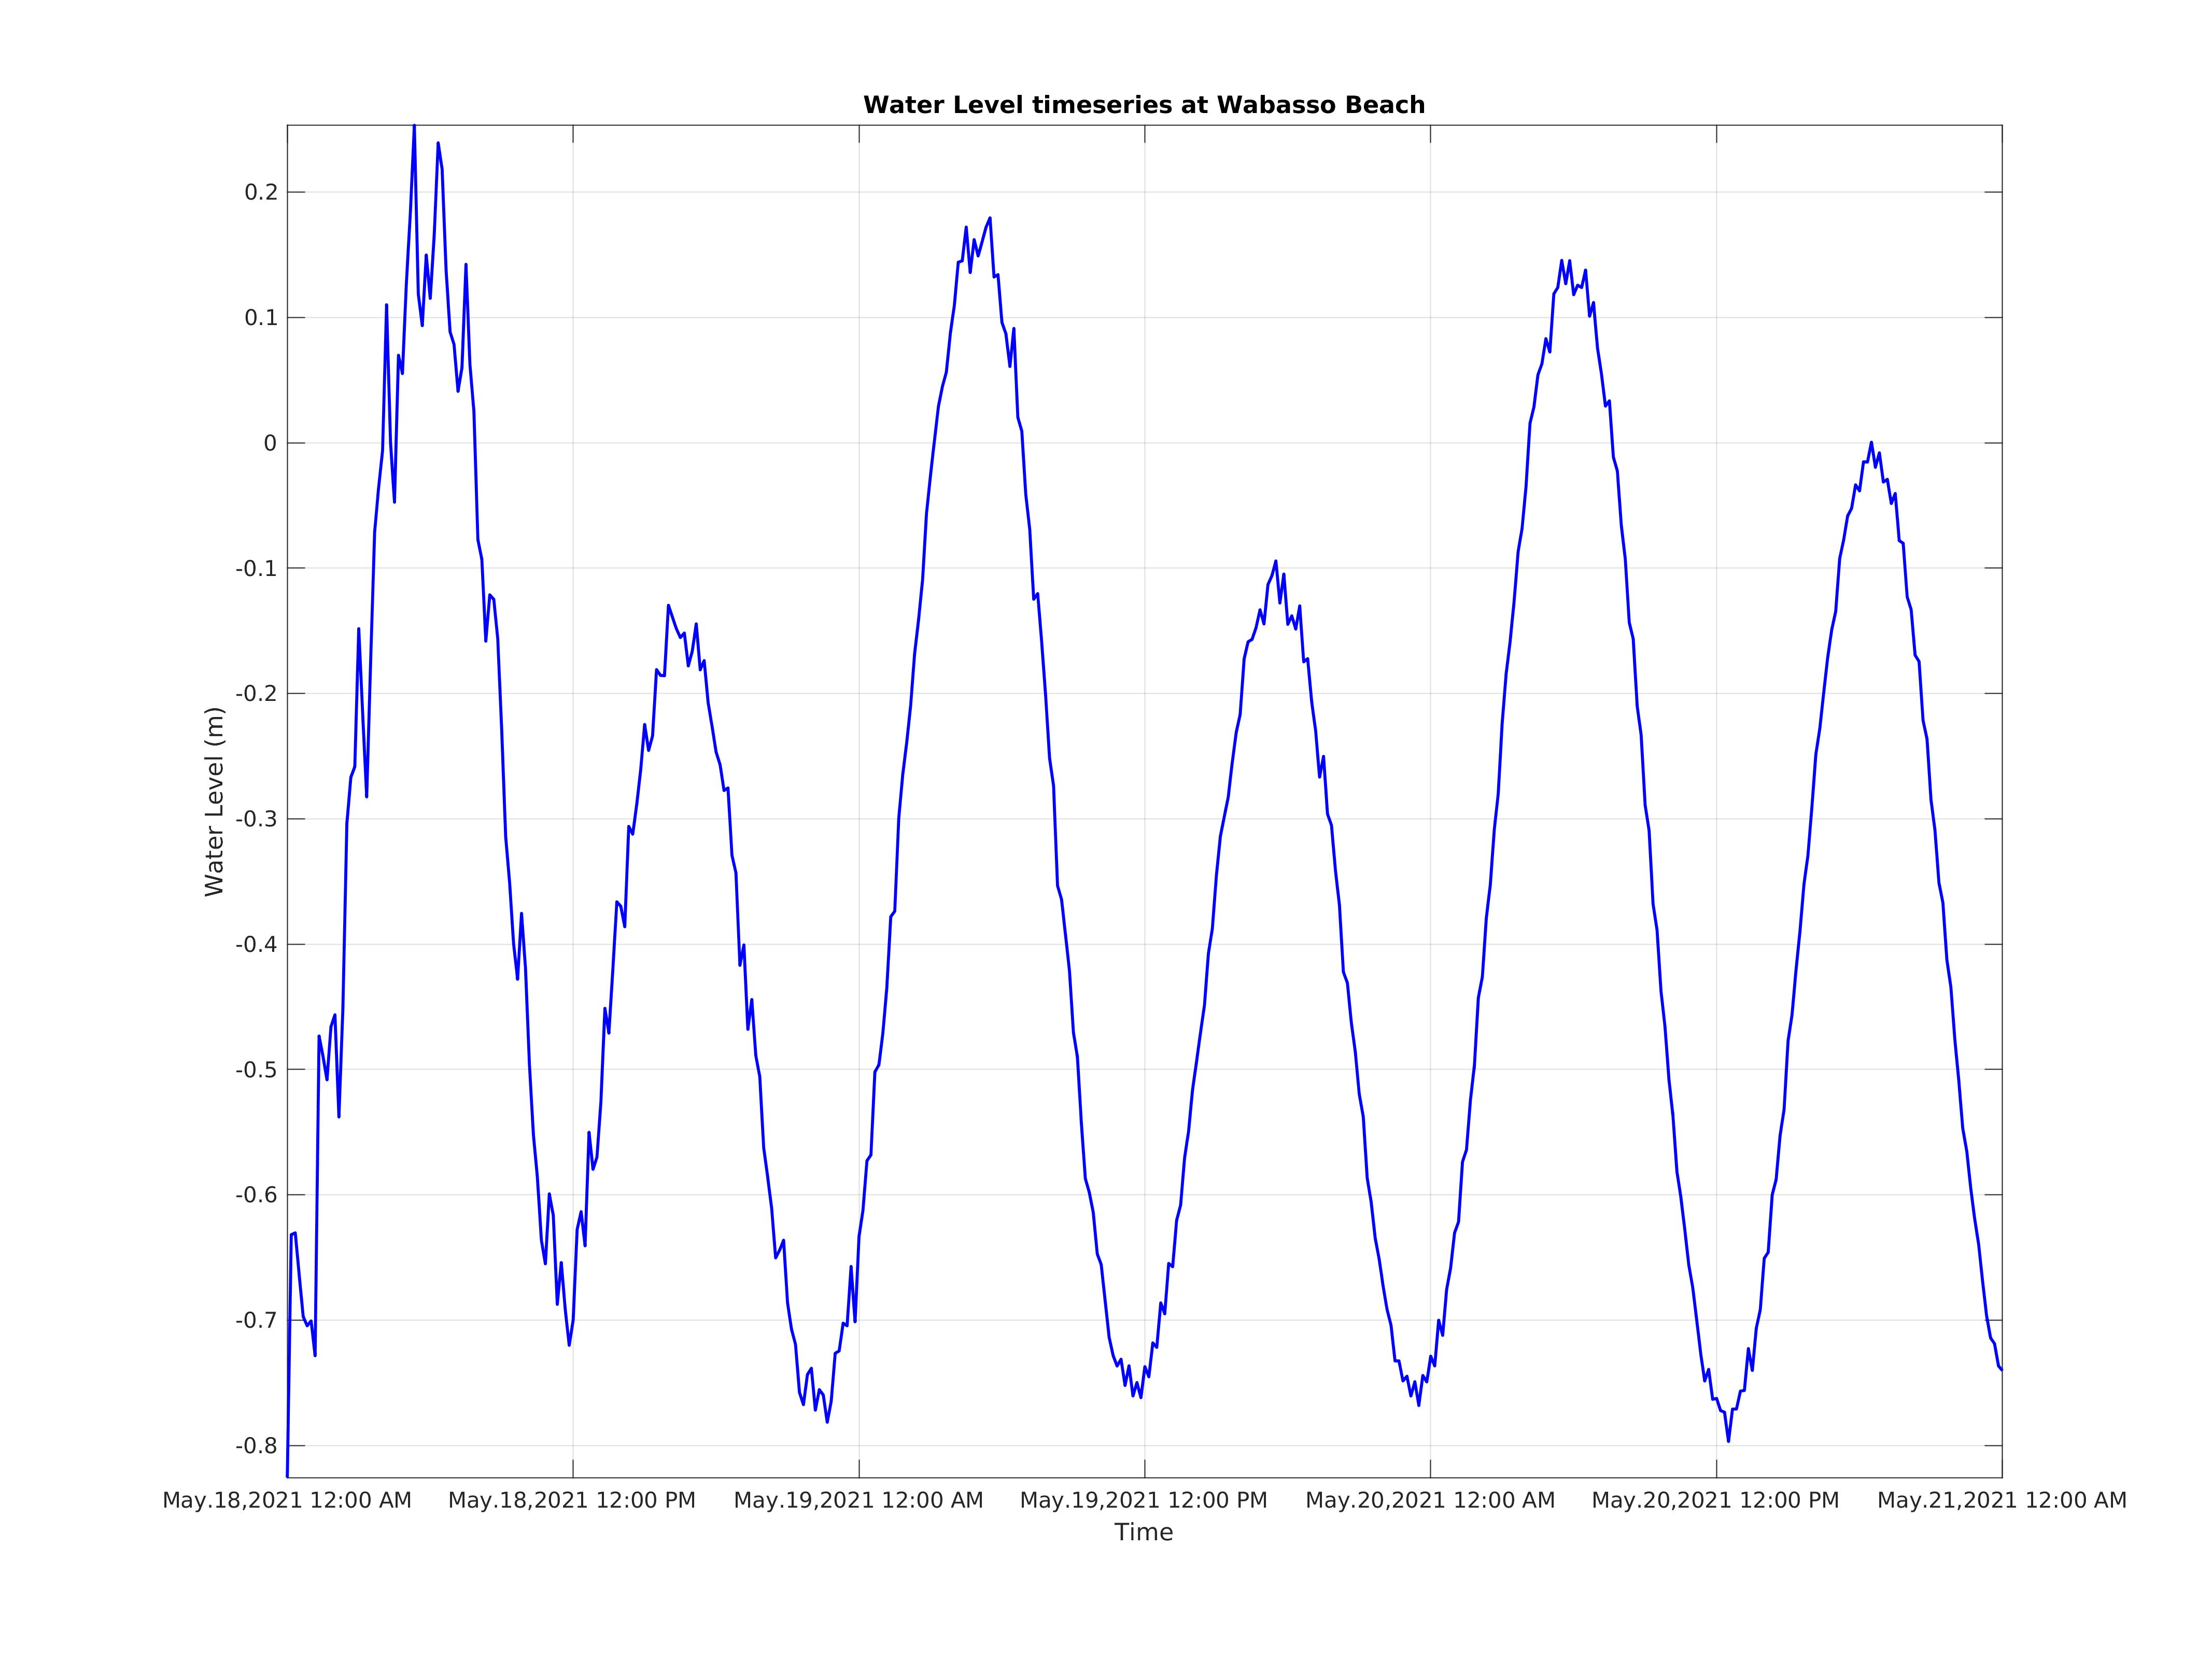 Water Level timeseries at Wabasso Beach
0.2
0.1
0
-0.1
-0.2
-0.3
-0.4
-0.5
-0.6
-0.7
-0.8
Water Level (m)
May.18,2021 12:00 AM May.18,2021 12:00 PM May.19,2021 12:00 AM May.19,2021 12:00 PM May.20,2021 12:00 AM May.20,2021 12:00 PM May.21,2021 12:00 AM
Time